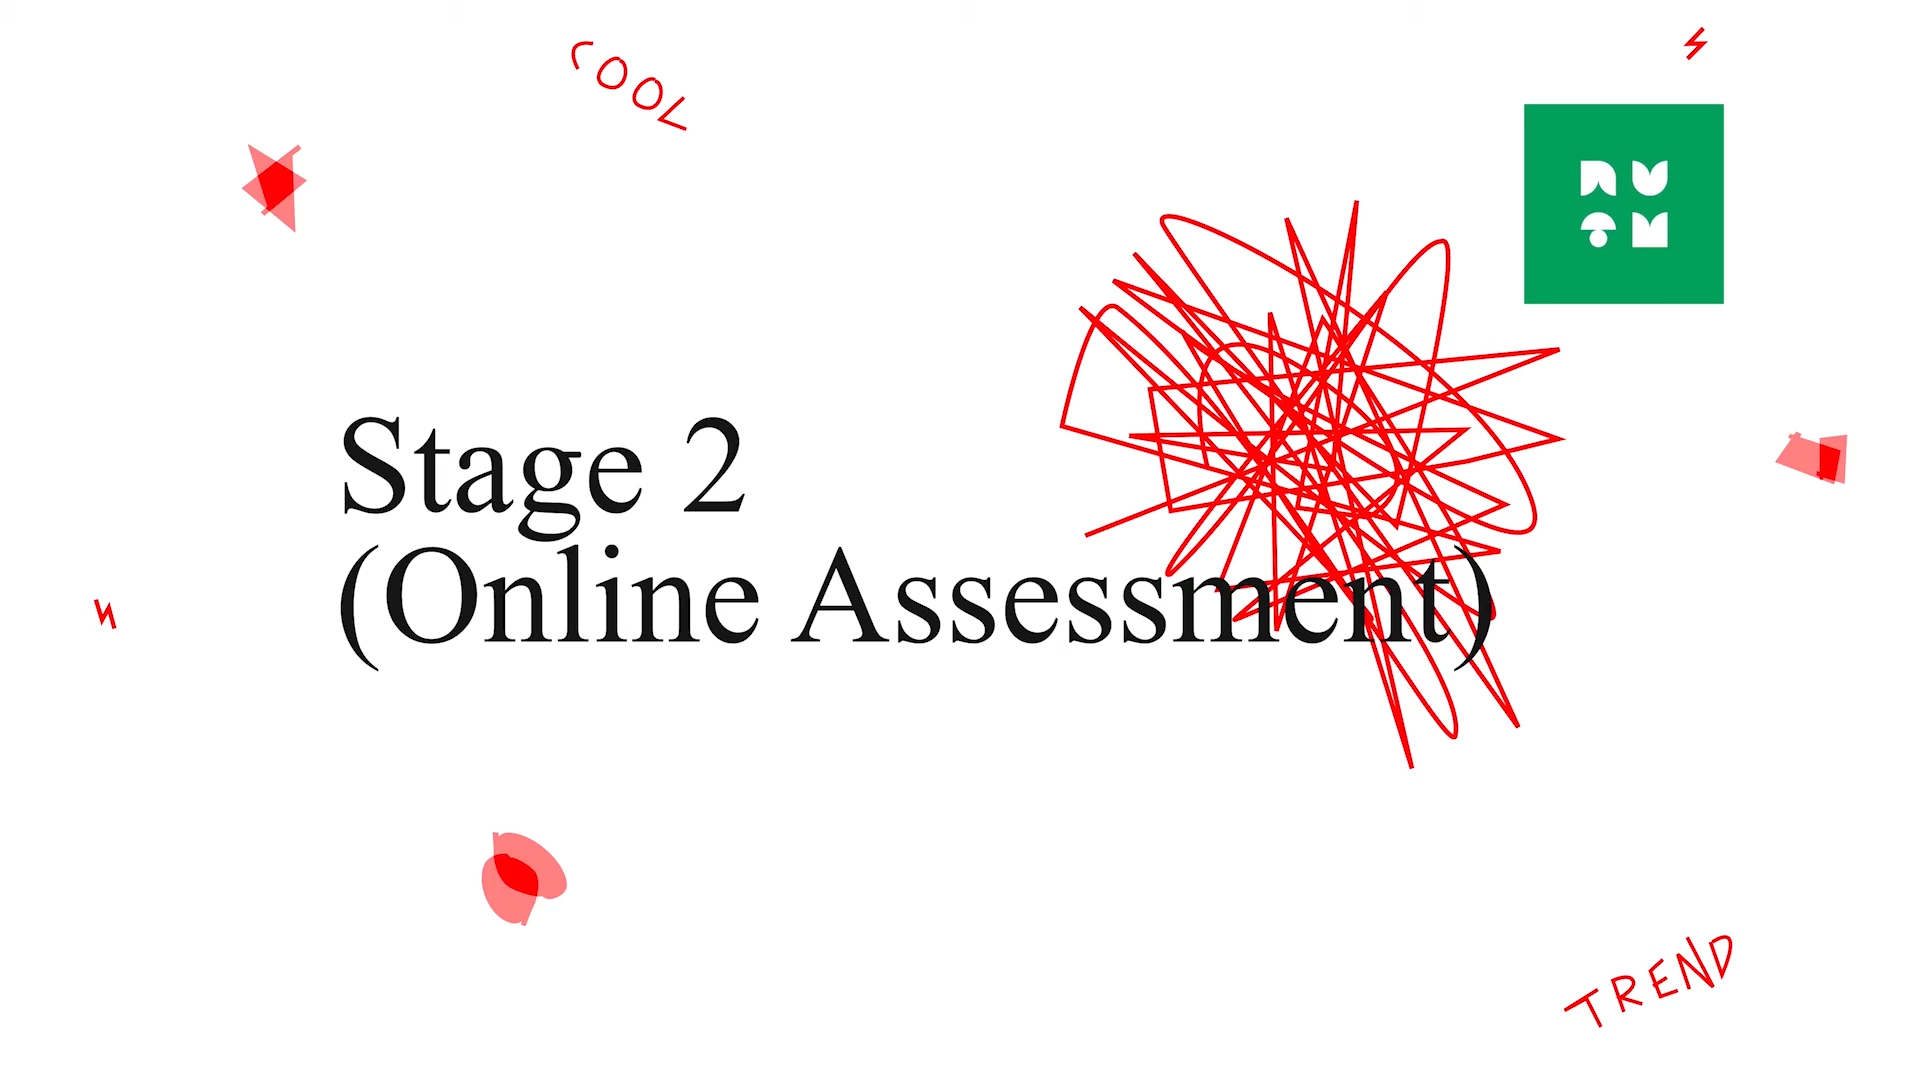 COOL
Stage 2
(Online Assessment)
TREND